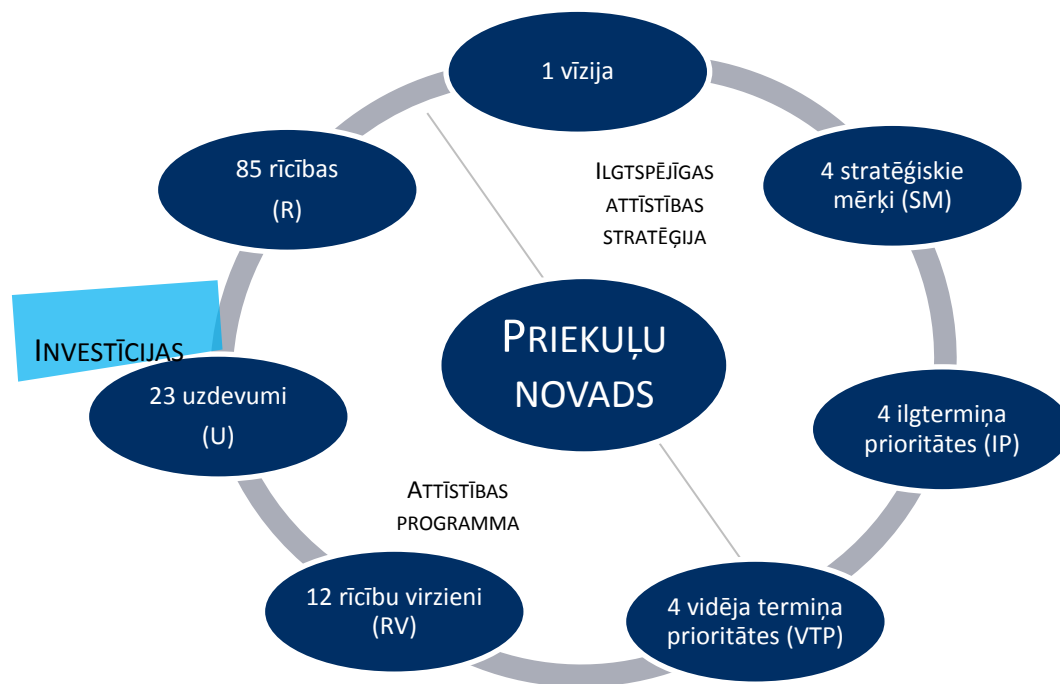 1 vīzija
85 rīcības
(R)
ILGTSPĒJĪGAS
ATTĪSTĪBAS
STRATĒĢIJA
4 stratēģiskie
mērķi (SM)
INVESTĪCIJAS
PRIEKUĻU
NOVADS
23 uzdevumi
(U)
4 ilgtermiņa
prioritātes (IP)
ATTĪSTĪBAS
PROGRAMMA
12 rīcību virzieni
(RV)
4 vidēja termiņa
prioritātes (VTP)